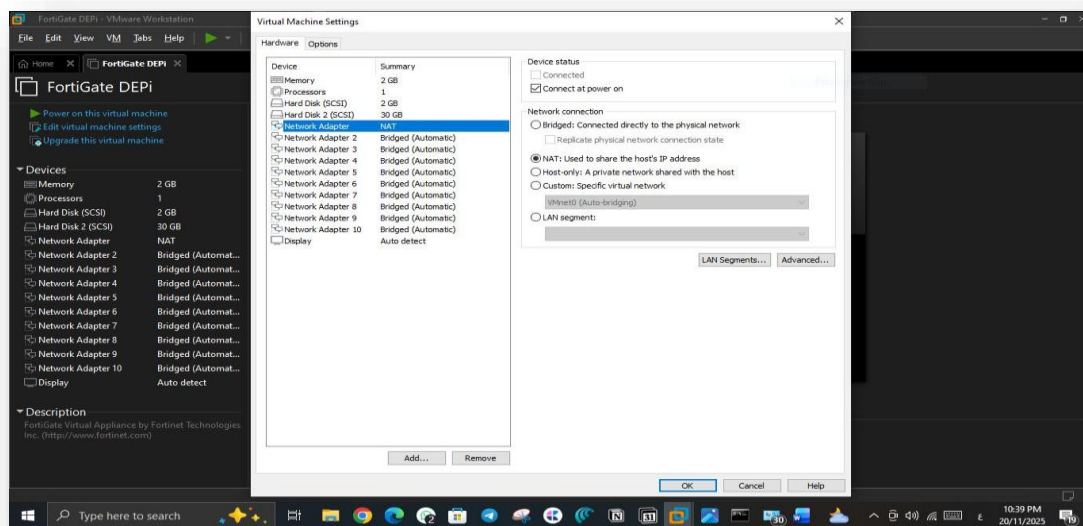 FortiGate DEPi - VMware Workstation
File Edit View VM Tabs Help
Home
FortiGate DEPi
FortiGate DEPi
Power on this virtual machine
Edit virtual machine settings
Upgrade this virtual machine
Devices
Memory 2 GB
Processors 1
Hard Disk (SCSI) 2 GB
Hard Disk 2 (SCSI) 30 GB
Network Adapter NAT
Network Adapter 2 Bridged (Automat...
Network Adapter 3 Bridged (Automat...
Network Adapter 4 Bridged (Automat...
Network Adapter 5 Bridged (Automat...
Network Adapter 6 Bridged (Automat...
Network Adapter 7 Bridged (Automat...
Network Adapter 8 Bridged (Automat...
Network Adapter 9 Bridged (Automat...
Network Adapter 10 Bridged (Automat...
Display Auto detect
Description
FortiGate Virtual Appliance by Fortinet Technologies
Inc. (http://www.fortinet.com)
Virtual Machine Settings
Hardware Options
Device Summary
Memory 2 GB
Processors 1
Hard Disk (SCSI) 2 GB
Hard Disk 2 (SCSI) 30 GB
Network Adapter NAT
Network Adapter 2 Bridged (Automatic)
Network Adapter 3 Bridged (Automatic)
Network Adapter 4 Bridged (Automatic)
Network Adapter 5 Bridged (Automatic)
Network Adapter 6 Bridged (Automatic)
Network Adapter 7 Bridged (Automatic)
Network Adapter 8 Bridged (Automatic)
Network Adapter 9 Bridged (Automatic)
Network Adapter 10 Bridged (Automatic)
Display Auto detect
Add... Remove
Device status
Connected
Connect at power on
Network connection
Bridged: Connected directly to the physical network
Replicate physical network connection state
NAT: Used to share the host's IP address
Host-only: A private network shared with the host
Custom: Specific virtual network
VMnet0 (Auto-bridging)
LAN segment:
LAN Segments... Advanced...
OK Cancel Help
Type here to search
31
30
ع
10:39 PM
20/11/2025